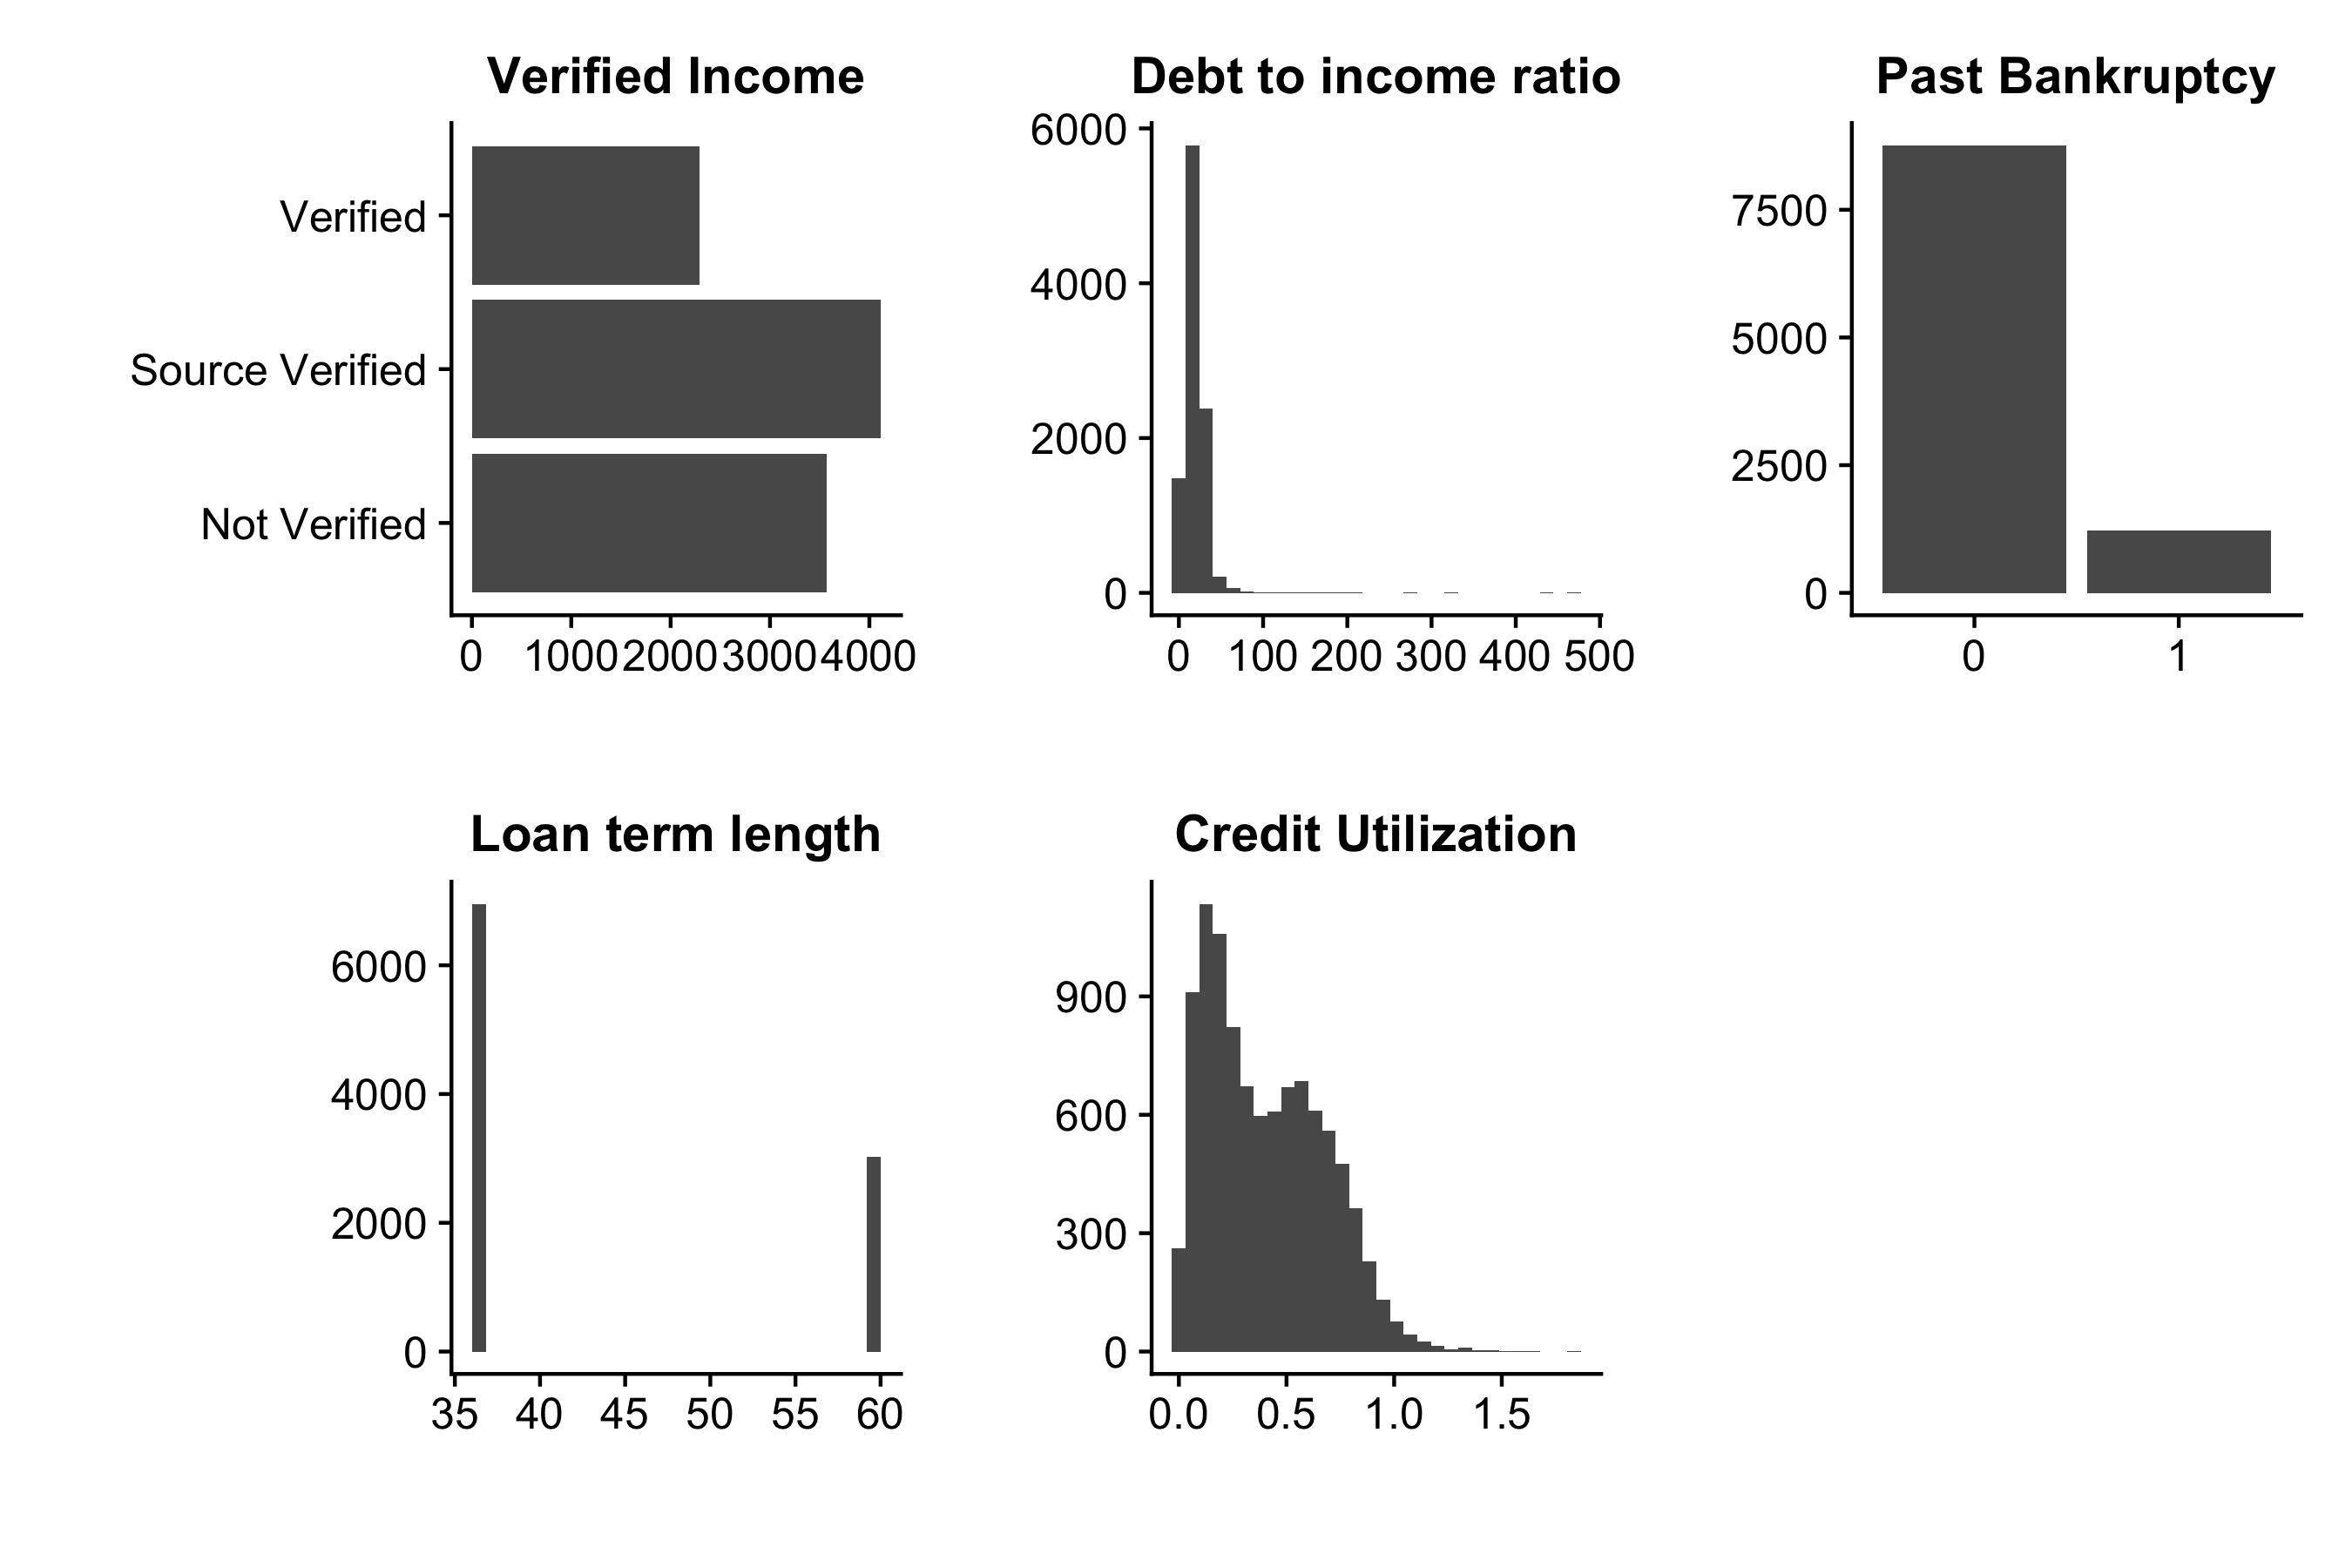 Verified Income
Verified
Source Verified
Not Verified
0 1000 2000 3000 4000
Debt to income ratio
6000
4000
2000
0
0 100 200 300 400 500
Past Bankruptcy
7500
5000
2500
0
0 1
Loan term length
6000
4000
2000
0
35 40 45 50 55 60
Credit Utilization
900
600
300
0
0.0 0.5 1.0 1.5